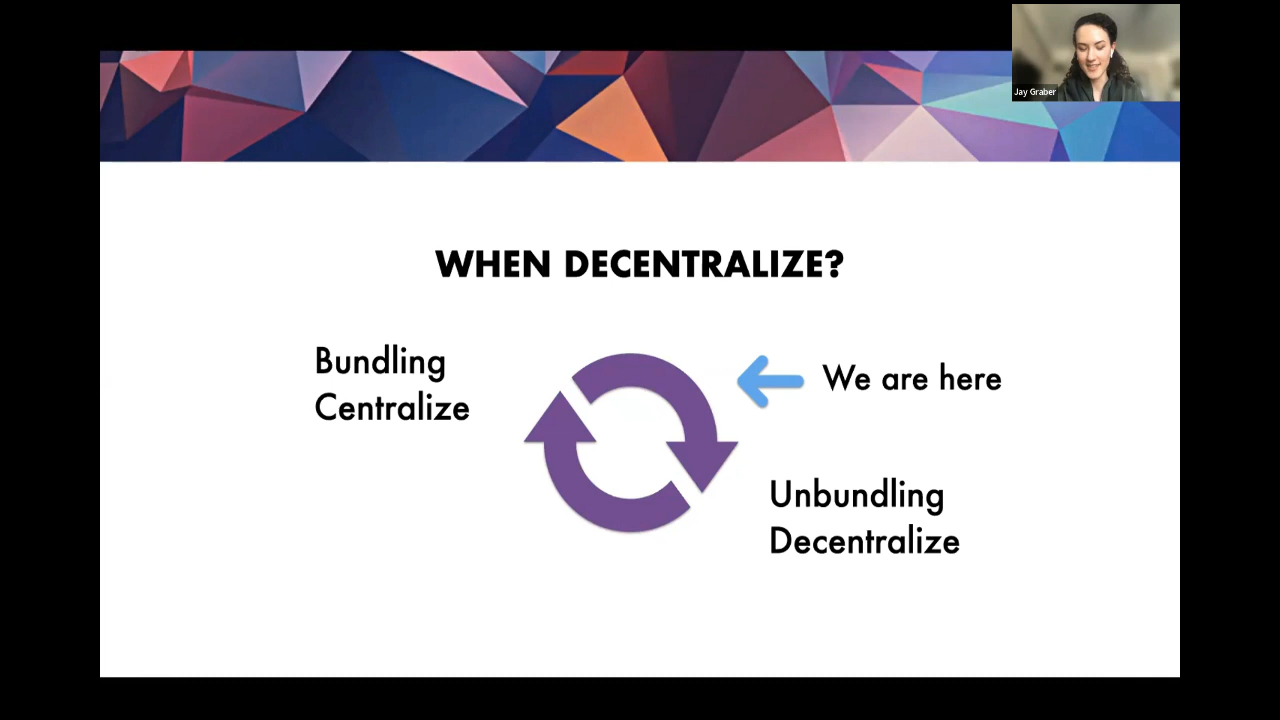 Jay Graber
WHEN DECENTRALIZE?
Bundling
Centralize
We are here
Unbundling
Decentralize